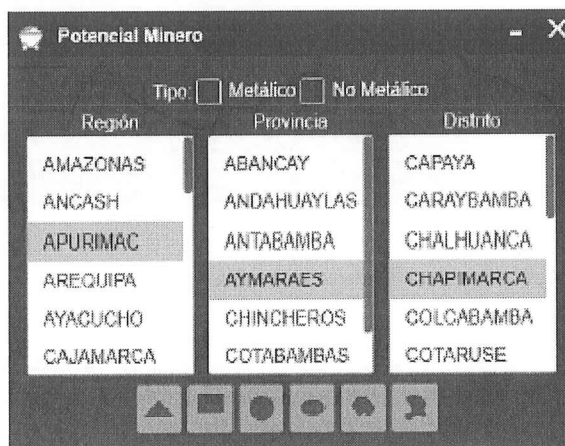 Potencial Minero
Tipo: Metálico No Metálico
Región Provincia Distrito
AMAZONAS ABANCAY CAPAYA
ANCASH ANDAHUAYLAS CARAYBAMBA
APURIMAC ANTABAMBA CHALHUANCA
AREQUIPA AYMARAES CHAPIMARCA
AYACUCHO CHINCHEROS COLCABAMBA
CAJAMARCA COTABAMBAS COTARUSE